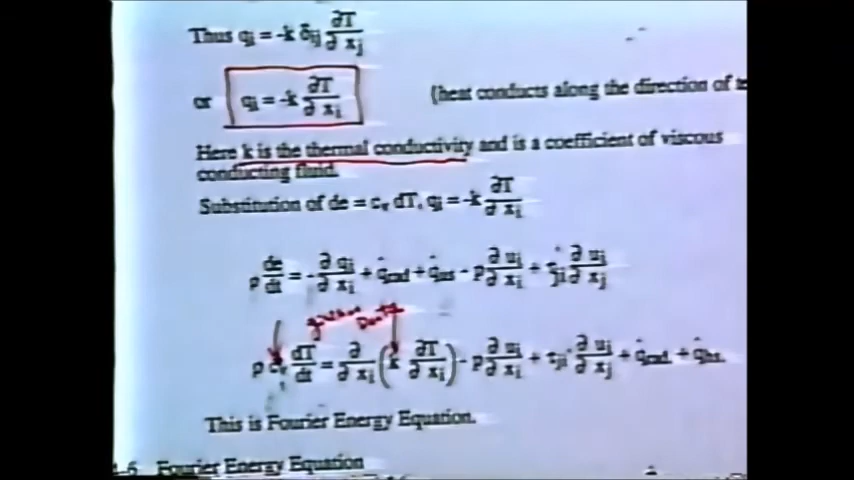 Thus qᵢ = -k δᵢⱼ ∂T/∂xⱼ
or qᵢ = -k ∂T/∂xᵢ (heat conducts along the direction of
Here k is the thermal conductivity and is a coefficient of viscous
conducting fluid.
Substitution of de = cᵥ dT, qᵢ = -k ∂T/∂xᵢ
ρ de/dt = - ∂qᵢ/∂xᵢ + q̇rad + q̇hs - p ∂uᵢ/∂xᵢ + τⱼᵢ ∂uᵢ/∂xⱼ
ρ cᵥ dT/dt = ∂/∂xᵢ (k ∂T/∂xᵢ) - p ∂uᵢ/∂xᵢ + τⱼᵢ ∂uᵢ/∂xⱼ + q̇rad + q̇hs.
This is Fourier Energy Equation.
-6 Fourier Energy Equation